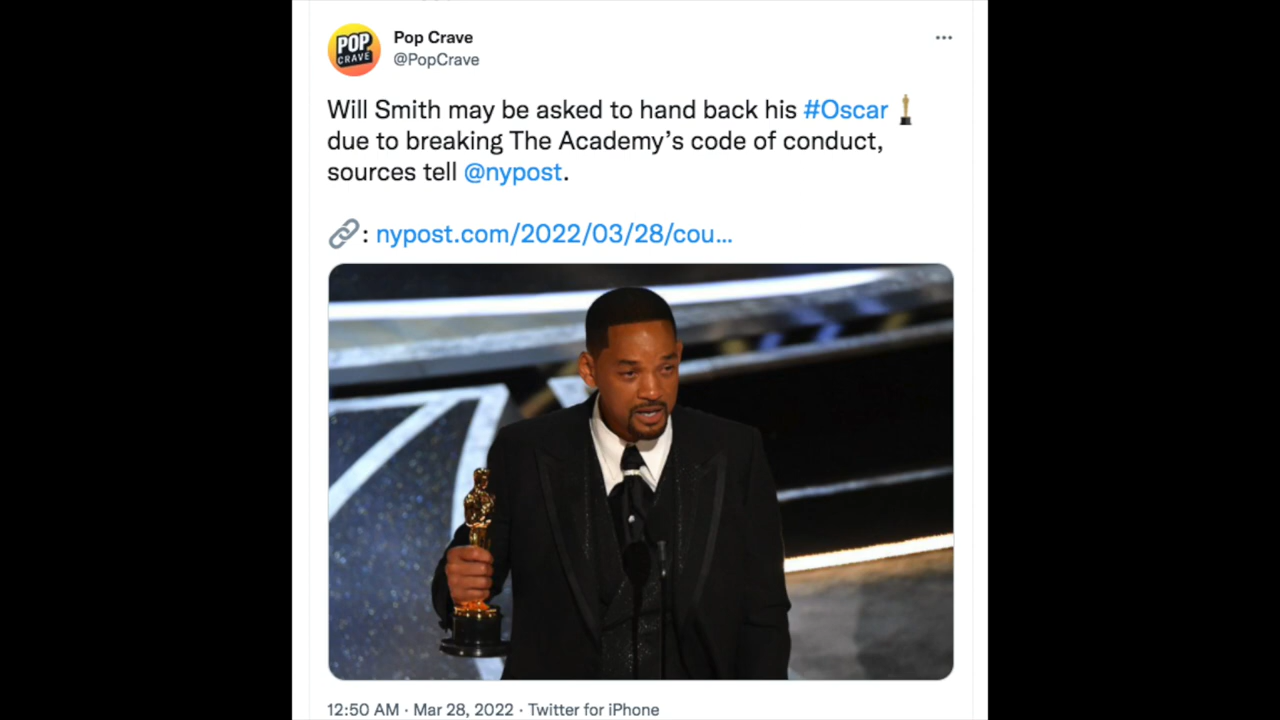 POP
CRAVE
Pop Crave
@PopCrave
Will Smith may be asked to hand back his #Oscar
due to breaking The Academy’s code of conduct,
sources tell @nypost.
: nypost.com/2022/03/28/cou...
12:50 AM · Mar 28, 2022 · Twitter for iPhone